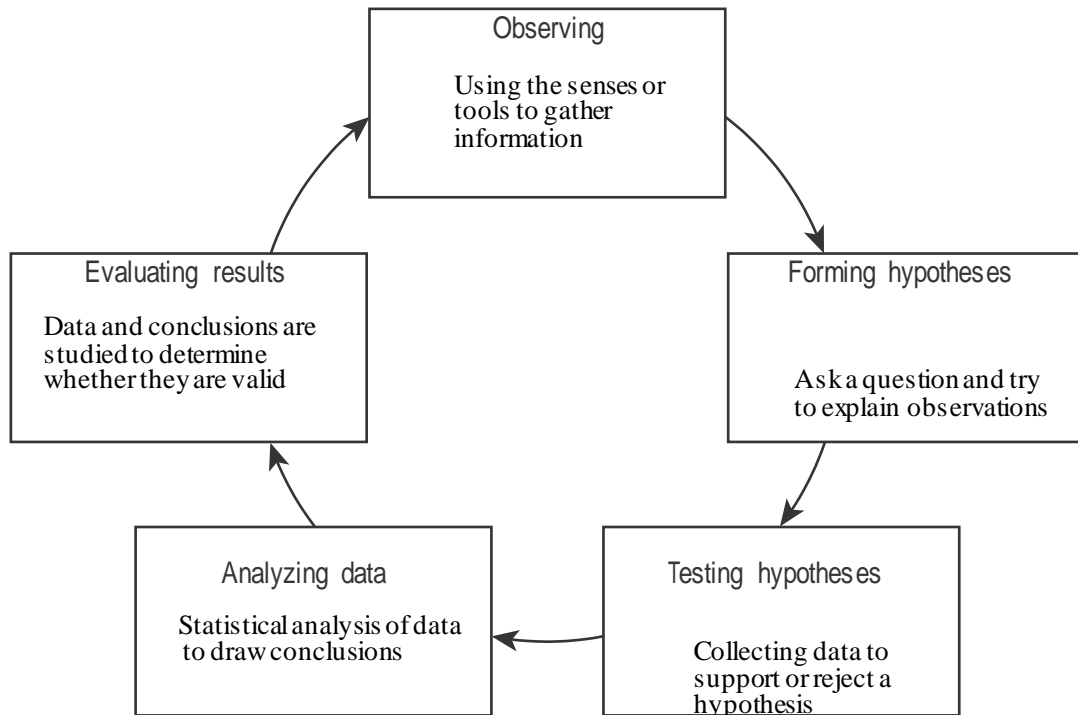 Observing
Using the senses or
tools to gather
information
Forming hypotheses
Ask a question and try
to explain observations
Testing hypotheses
Collecting data to
support or reject a
hypothesis
Analyzing data
Statistical analysis of data
to draw conclusions
Evaluating results
Data and conclusions are
studied to determine
whether they are valid